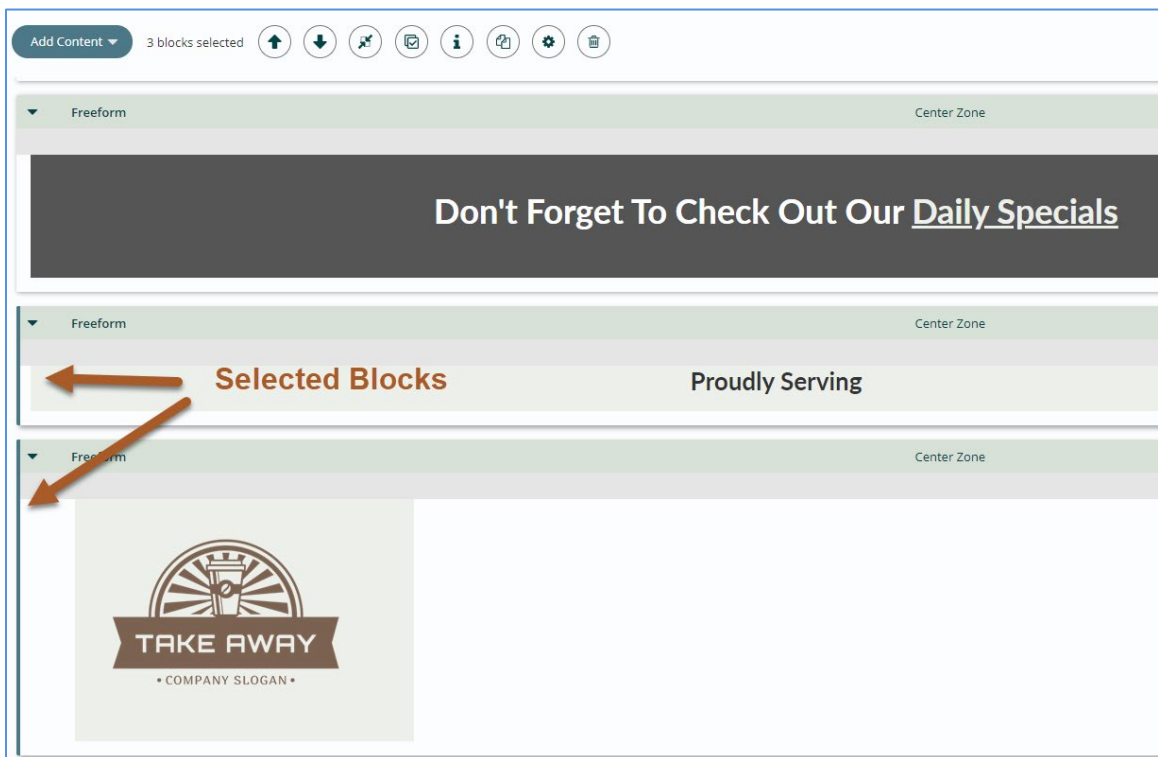 Add Content
3 blocks selected
Freeform Center Zone
Don't Forget To Check Out Our Daily Specials
Freeform Center Zone
Selected Blocks
Proudly Serving
Freeform Center Zone
TAKE AWAY
• COMPANY SLOGAN •